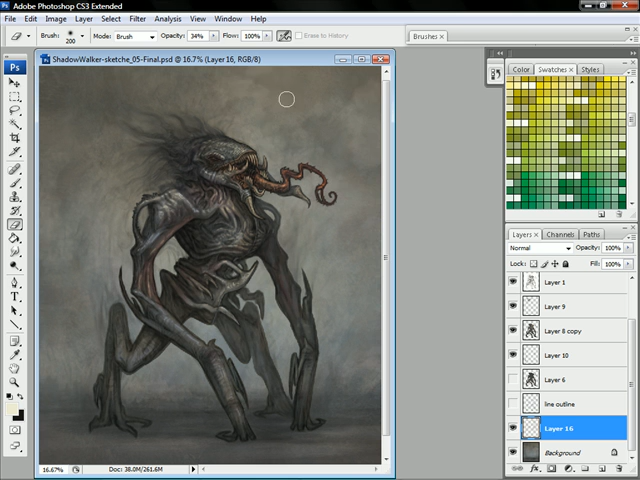 Adobe Photoshop CS3 Extended
File Edit Image Layer Select Filter Analysis View Window Help
Brush: 200 Mode: Brush Opacity: 34% Flow: 100% Erase to History Brushes
ShadowWalker-sketche_05-Final.psd @ 16.7% (Layer 16, RGB/8)
Ps
Color Swatches Styles
Layers Channels Paths
Normal Opacity: 100%
Lock: Fill: 100%
Layer 1
Layer 9
Layer 8 copy
Layer 10
Layer 6
line outline
Layer 16
Background
16.67% Doc: 38.0M/261.6M